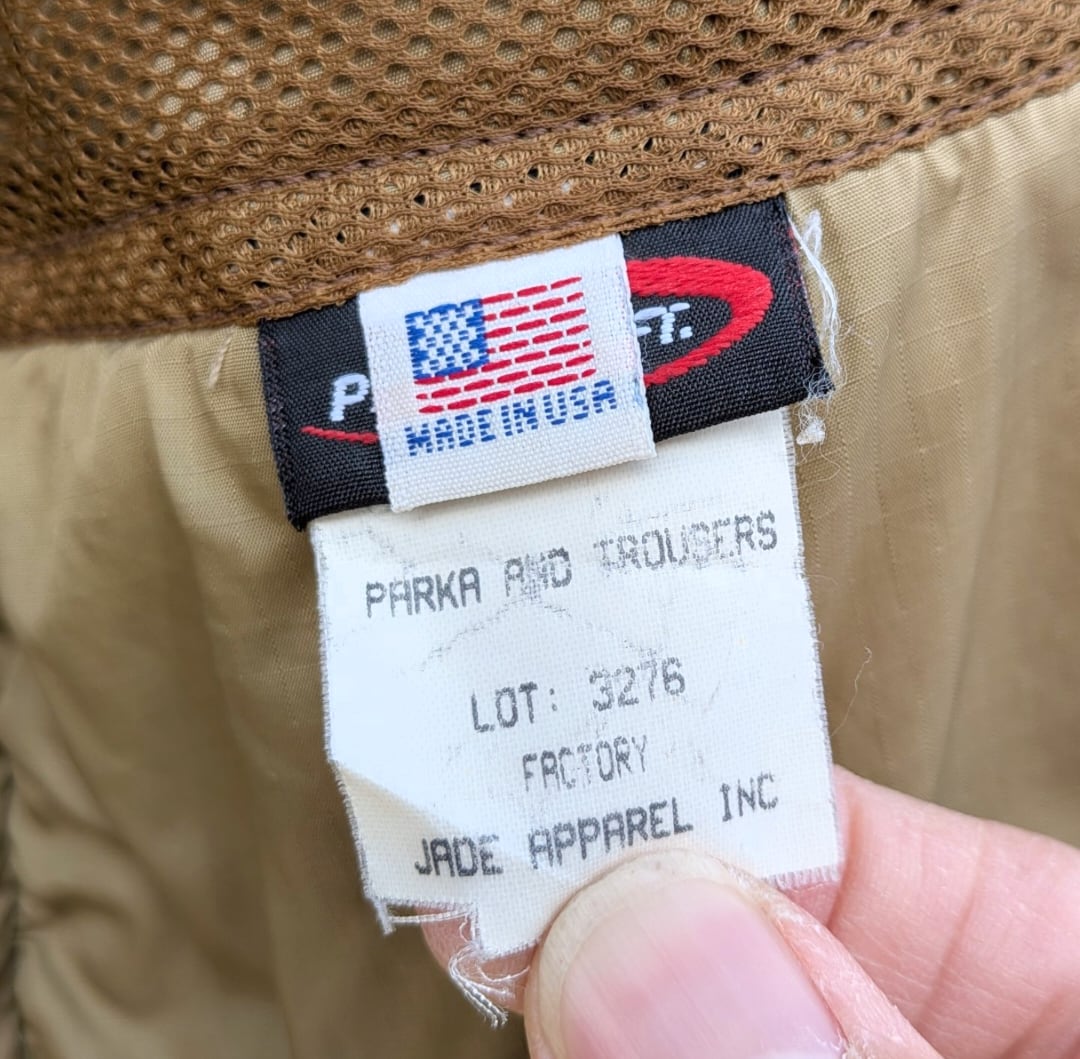 MADE IN USA
PARKA AND TROUSERS
LOT: 3276
FACTORY
JADE APPAREL INC